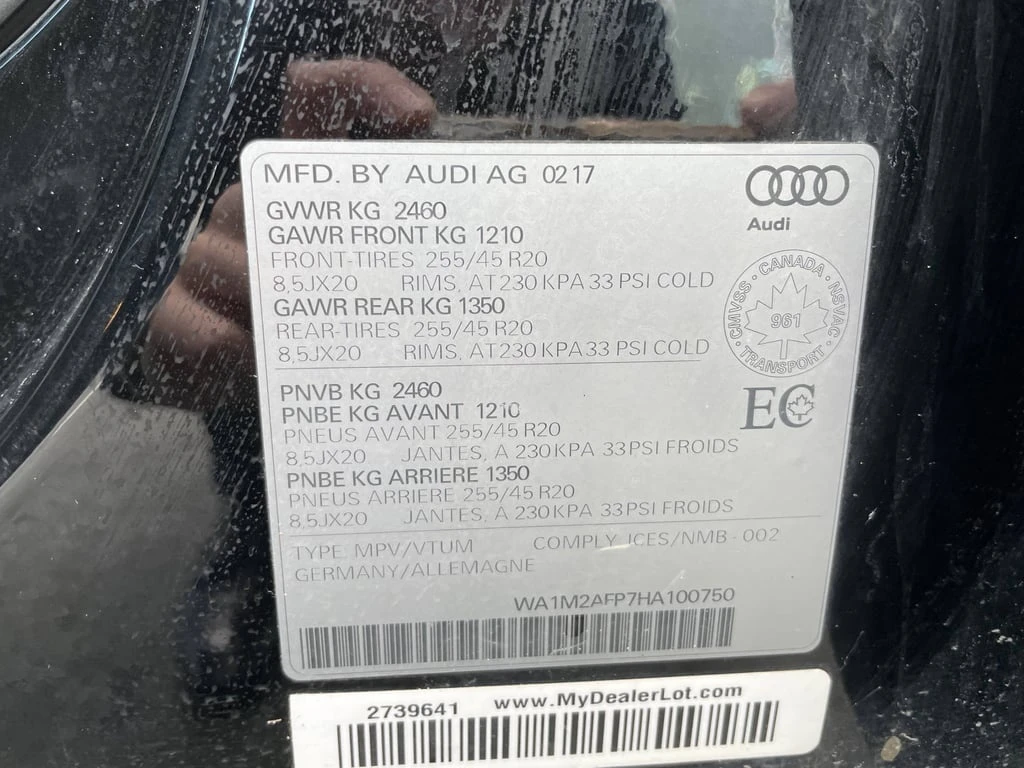 MFD. BY AUDI AG 0217
Audi
GVWR KG 2460
GAWR FRONT KG 1210
FRONT-TIRES 255/45 R20
8,5JX20 RIMS, AT 230 KPA 33 PSI COLD
GAWR REAR KG 1350
REAR-TIRES 255/45 R20
8,5JX20 RIMS, AT 230 KPA 33 PSI COLD
CANADA · NSVAC · TRANSPORT · CMVSS ·
961
PNVB KG 2460
PNBE KG AVANT 1210
PNEUS AVANT 255/45 R20
8,5JX20 JANTES, A 230 KPA 33 PSI FROIDS
PNBE KG ARRIERE 1350
PNEUS ARRIERE 255/45 R20
8,5JX20 JANTES, A 230 KPA 33 PSI FROIDS
EC
TYPE: MPV/VTUM COMPLY ICES/NMB - 002
GERMANY/ALLEMAGNE
WA1M2AFP7HA100750
2739641 www.MyDealerLot.com